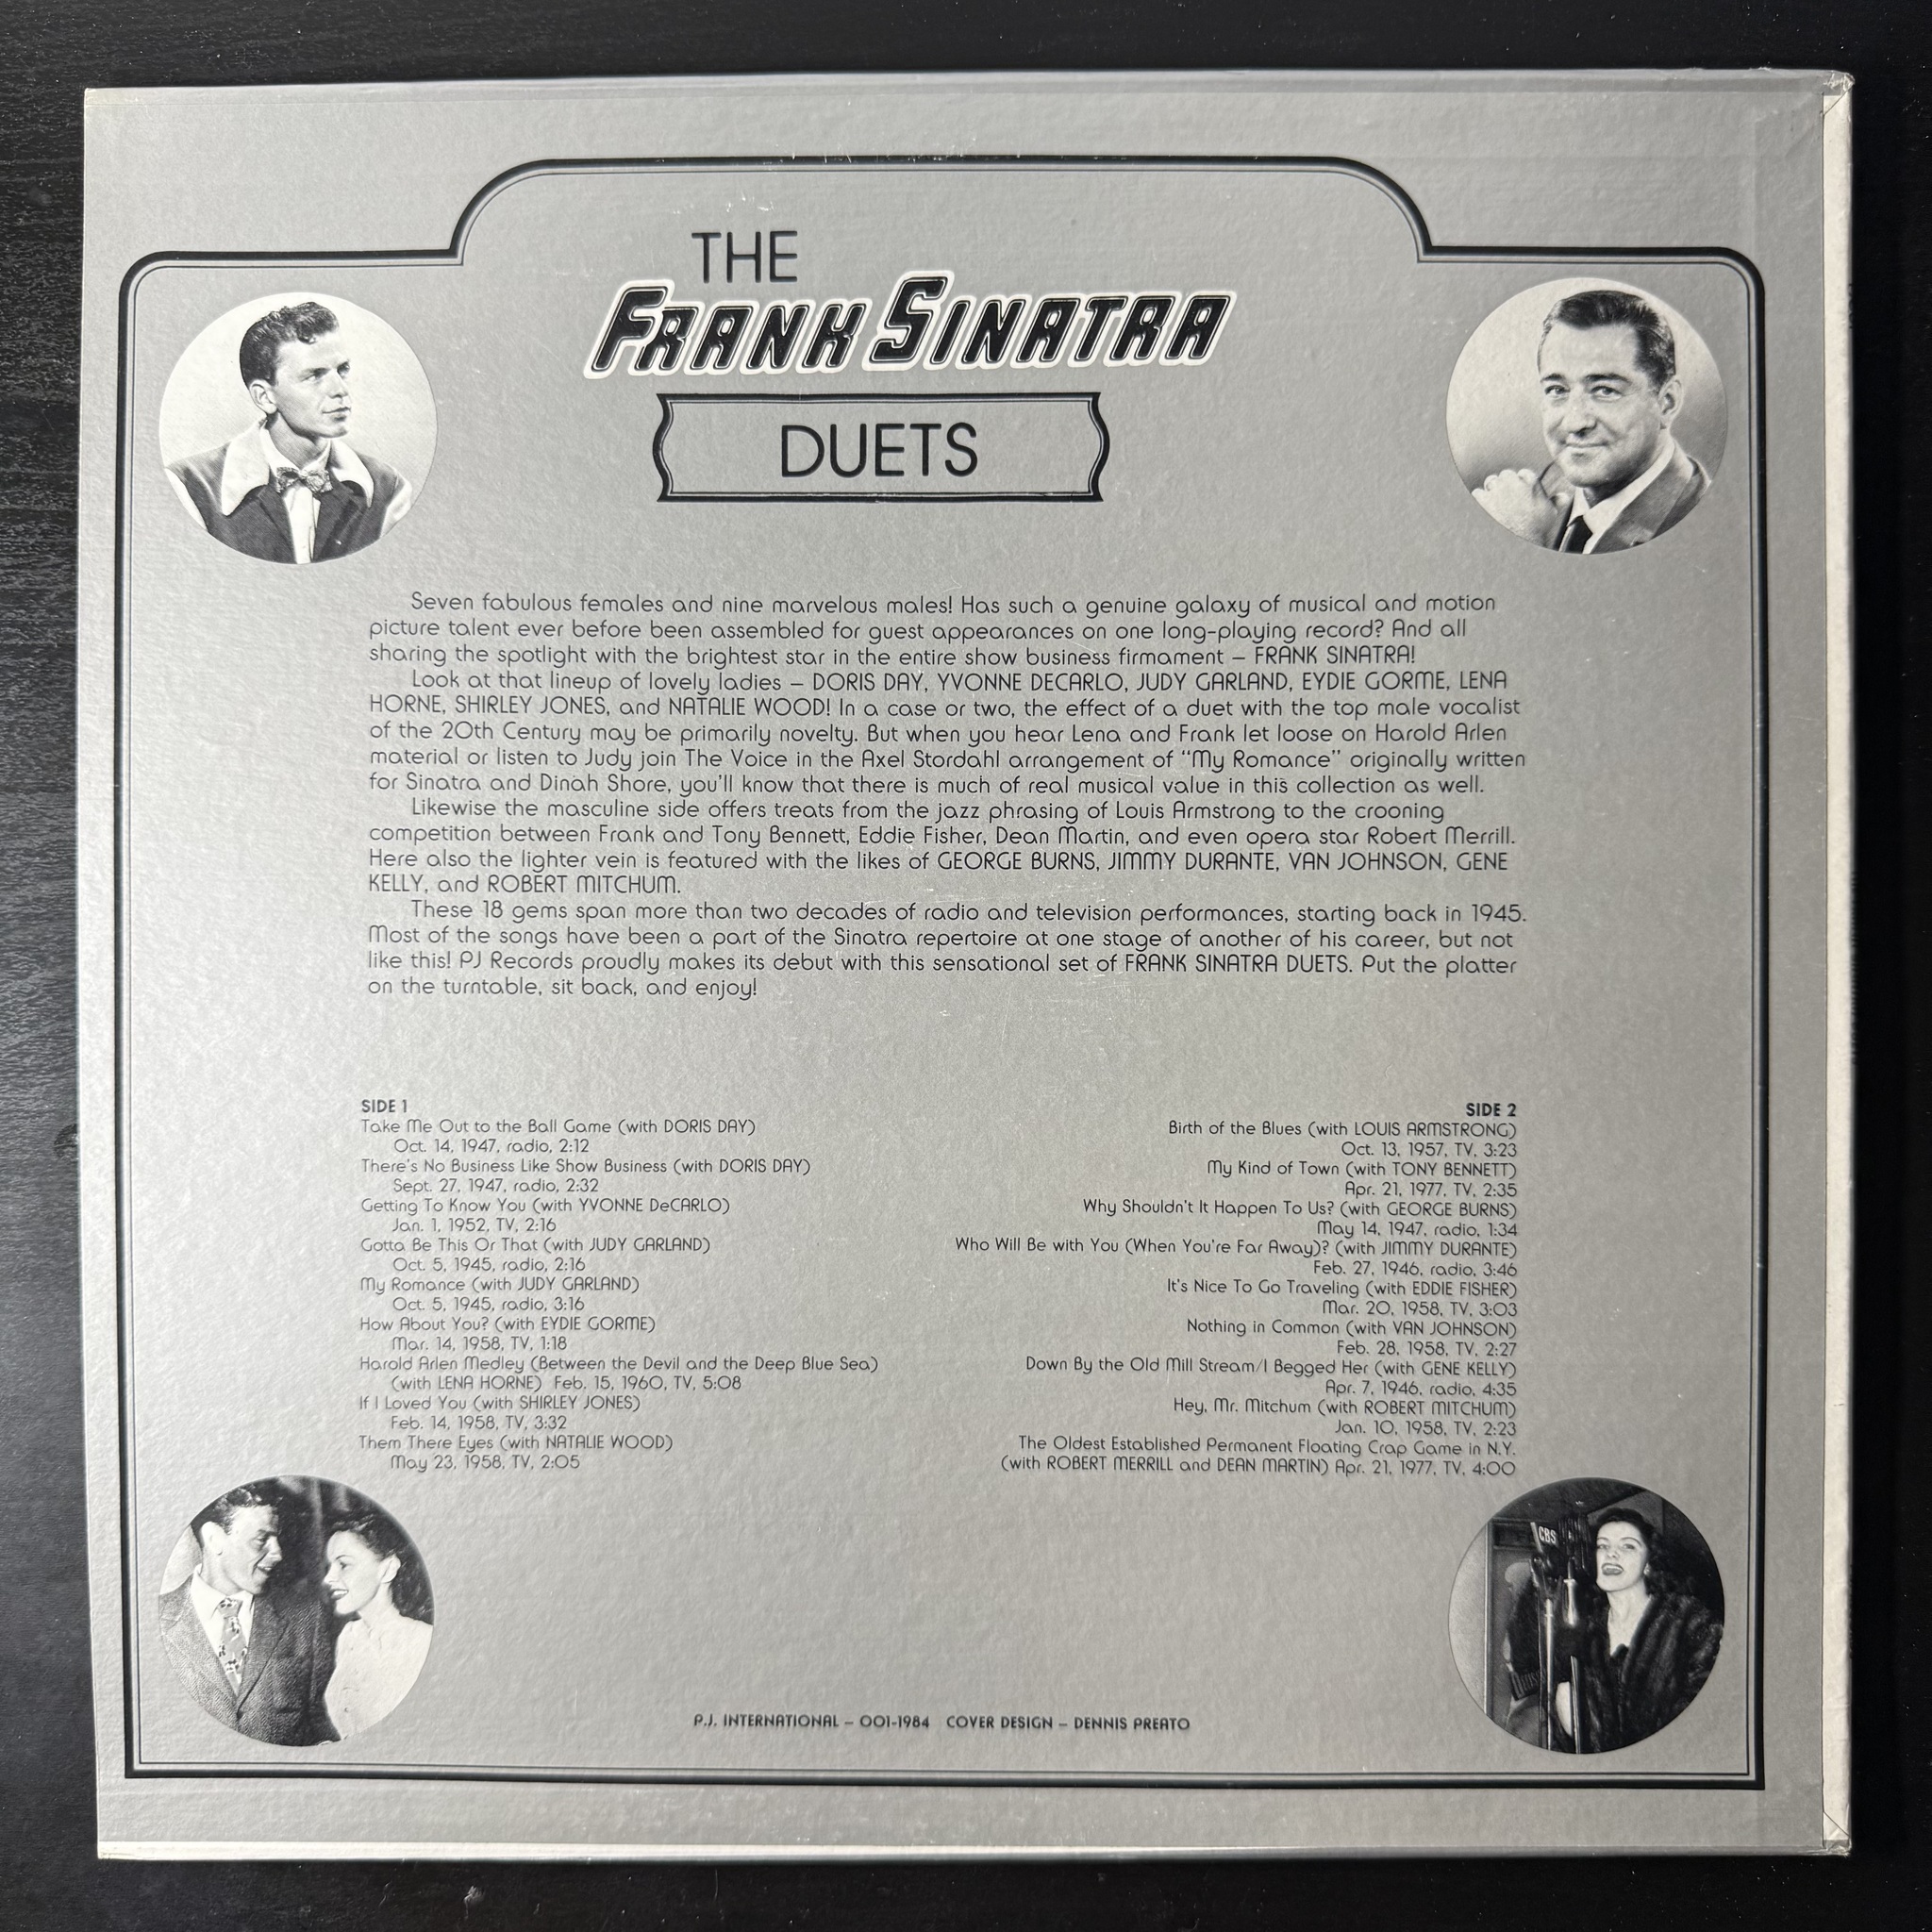 THE
FRANK SINATRA
DUETS
Seven fabulous females and nine marvelous males! Has such a genuine galaxy of musical and motion
picture talent ever before been assembled for guest appearances on one long-playing record? And all
sharing the spotlight with the brightest star in the entire show business firmament – FRANK SINATRA!
Look at that lineup of lovely ladies – DORIS DAY, YVONNE DECARLO, JUDY GARLAND, EYDIE GORME, LENA
HORNE, SHIRLEY JONES, and NATALIE WOOD! In a case or two, the effect of a duet with the top male vocalist
of the 20th Century may be primarily novelty. But when you hear Lena and Frank let loose on Harold Arlen
material or listen to Judy join The Voice in the Axel Stordahl arrangement of “My Romance” originally written
for Sinatra and Dinah Shore, you'll know that there is much of real musical value in this collection as well.
Likewise the masculine side offers treats from the jazz phrasing of Louis Armstrong to the crooning
competition between Frank and Tony Bennett, Eddie Fisher, Dean Martin, and even opera star Robert Merrill.
Here also the lighter vein is featured with the likes of GEORGE BURNS, JIMMY DURANTE, VAN JOHNSON, GENE
KELLY, and ROBERT MITCHUM.
These 18 gems span more than two decades of radio and television performances, starting back in 1945.
Most of the songs have been a part of the Sinatra repertoire at one stage of another of his career, but not
like this! PJ Records proudly makes its debut with this sensational set of FRANK SINATRA DUETS. Put the platter
on the turntable, sit back, and enjoy!
SIDE 1
Take Me Out to the Ball Game (with DORIS DAY)
Oct. 14, 1947, radio, 2:12
There's No Business Like Show Business (with DORIS DAY)
Sept. 27, 1947, radio, 2:32
Getting To Know You (with YVONNE DeCARLO)
Jan. 1, 1952, TV, 2:16
Gotta Be This Or That (with JUDY GARLAND)
Oct. 5, 1945, radio, 2:16
My Romance (with JUDY GARLAND)
Oct. 5, 1945, radio, 3:16
How About You? (with EYDIE GORME)
Mar. 14, 1958, TV, 1:18
Harold Arlen Medley (Between the Devil and the Deep Blue Sea)
(with LENA HORNE) Feb. 15, 1960, TV, 5:08
If I Loved You (with SHIRLEY JONES)
Feb. 14, 1958, TV, 3:32
Them There Eyes (with NATALIE WOOD)
May 23, 1958, TV, 2:05
SIDE 2
Birth of the Blues (with LOUIS ARMSTRONG)
Oct. 13, 1957, TV, 3:23
My Kind of Town (with TONY BENNETT)
Apr. 21, 1977, TV, 2:35
Why Shouldn't It Happen To Us? (with GEORGE BURNS)
May 14, 1947, radio, 1:34
Who Will Be with You (When You're Far Away)? (with JIMMY DURANTE)
Feb. 27, 1946, radio, 3:46
It's Nice To Go Traveling (with EDDIE FISHER)
Mar. 20, 1958, TV, 3:03
Nothing in Common (with VAN JOHNSON)
Feb. 28, 1958, TV, 2:27
Down By the Old Mill Stream/I Begged Her (with GENE KELLY)
Apr. 7, 1946, radio, 4:35
Hey, Mr. Mitchum (with ROBERT MITCHUM)
Jan. 10, 1958, TV, 2:23
The Oldest Established Permanent Floating Crap Game in N.Y.
(with ROBERT MERRILL and DEAN MARTIN) Apr. 21, 1977, TV, 4:00
CBS
P.J. INTERNATIONAL – 001-1984 COVER DESIGN – DENNIS PREATO